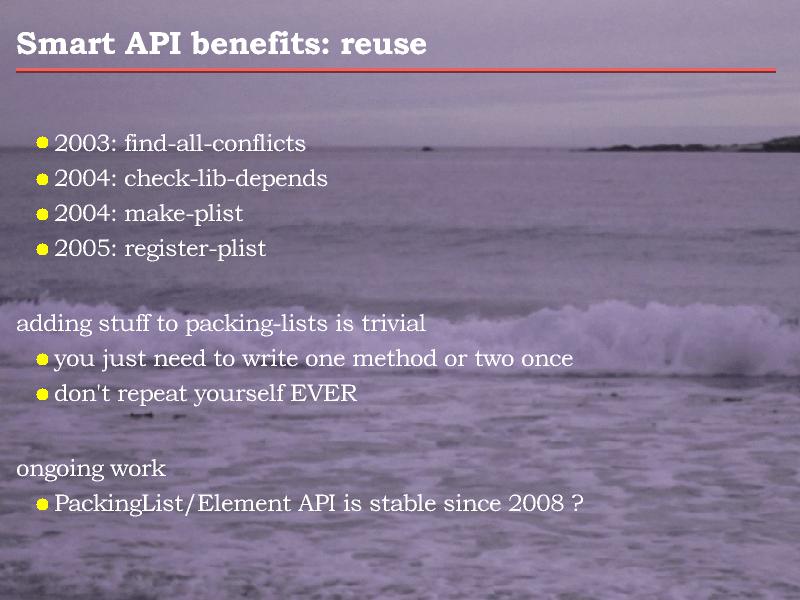 Smart API benefits: reuse
2003: find-all-conflicts
2004: check-lib-depends
2004: make-plist
2005: register-plist
adding stuff to packing-lists is trivial
you just need to write one method or two once
don't repeat yourself EVER
ongoing work
PackingList/Element API is stable since 2008 ?